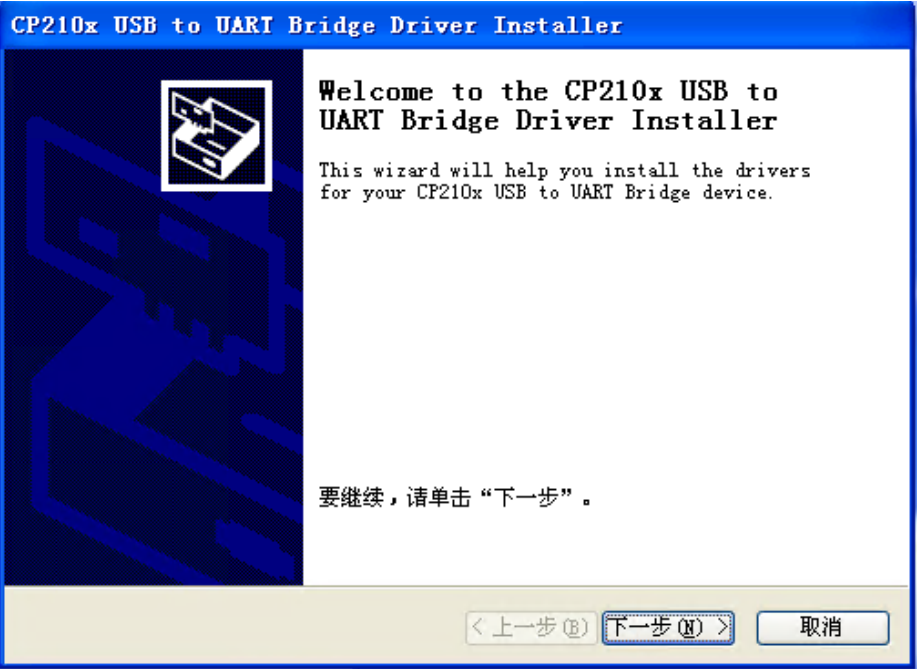 CP210x USB to UART Bridge Driver Installer
Welcome to the CP210x USB to
UART Bridge Driver Installer
This wizard will help you install the drivers
for your CP210x USB to UART Bridge device.
要继续，请单击“下一步”。
< 上一步(B) 下一步(N) > 取消